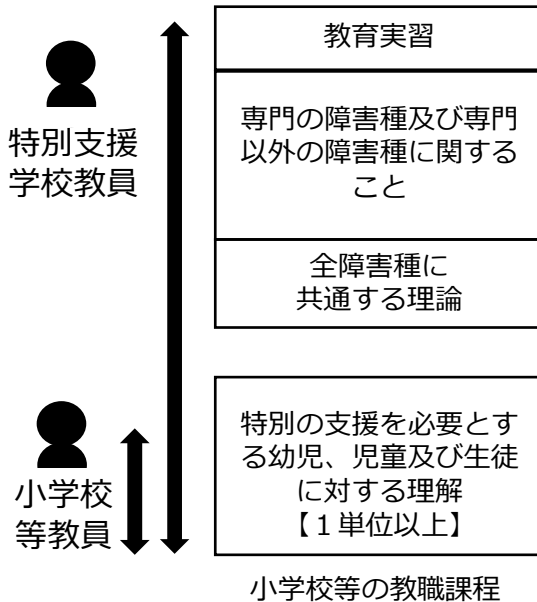 教育実習
専門の障害種及び専門
以外の障害種に関する
こと
全障害種に
共通する理論
特別支援
学校教員
特別の支援を必要とす
る幼児、児童及び生徒
に対する理解
【１単位以上】
小学校
等教員
小学校等の教職課程